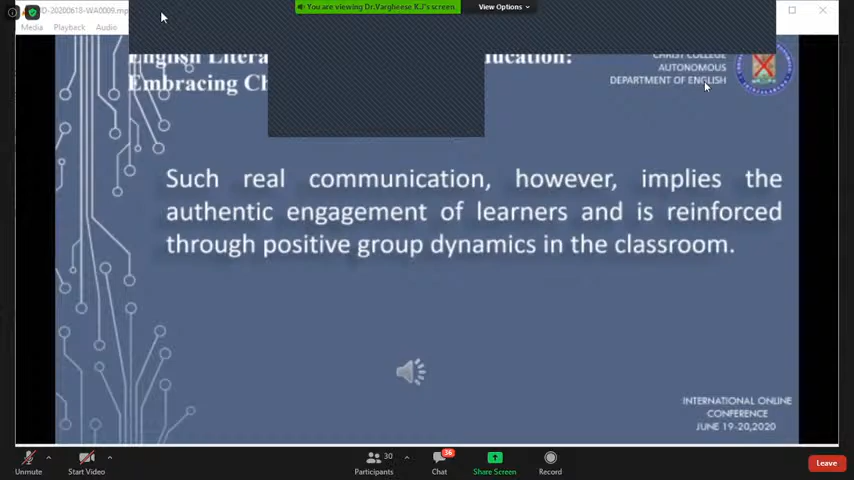 You are viewing Dr.Varghese K.J's screen.
View Options
Media Playback Audio
Embracing
CHRIST COLLEGE
AUTONOMOUS
DEPARTMENT OF ENGLISH
Such real communication, however, implies the
authentic engagement of learners and is reinforced
through positive group dynamics in the classroom.
INTERNATIONAL ONLINE
CONFERENCE
JUNE 19-20,2020
30
36
Unmute
Start Video
Participants
Chat
Share Screen
Record
Leave